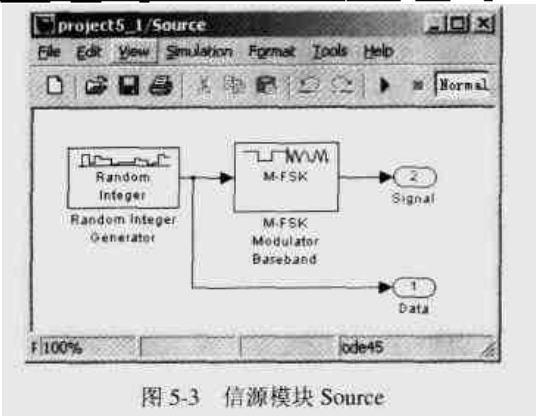 project5_1/Source
File Edit View Simulation Format Tools Help
Normal
Random
Integer
Random Integer
Generator
M-FSK
M-FSK
Modulator
Baseband
2
Signal
1
Data
100%
ode45
图 5-3 信源模块 Source